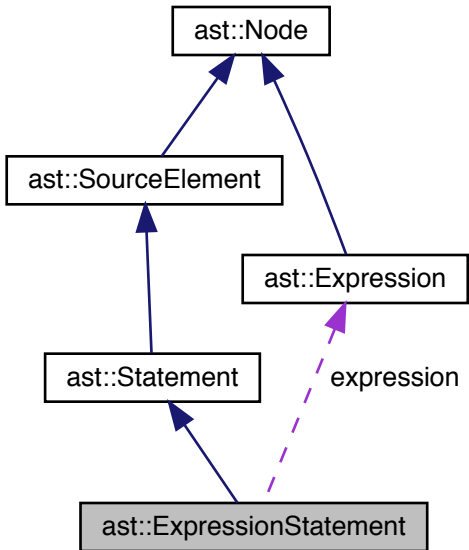 ast::Node
ast::SourceElement
ast::Expression
ast::Statement
expression
ast::ExpressionStatement